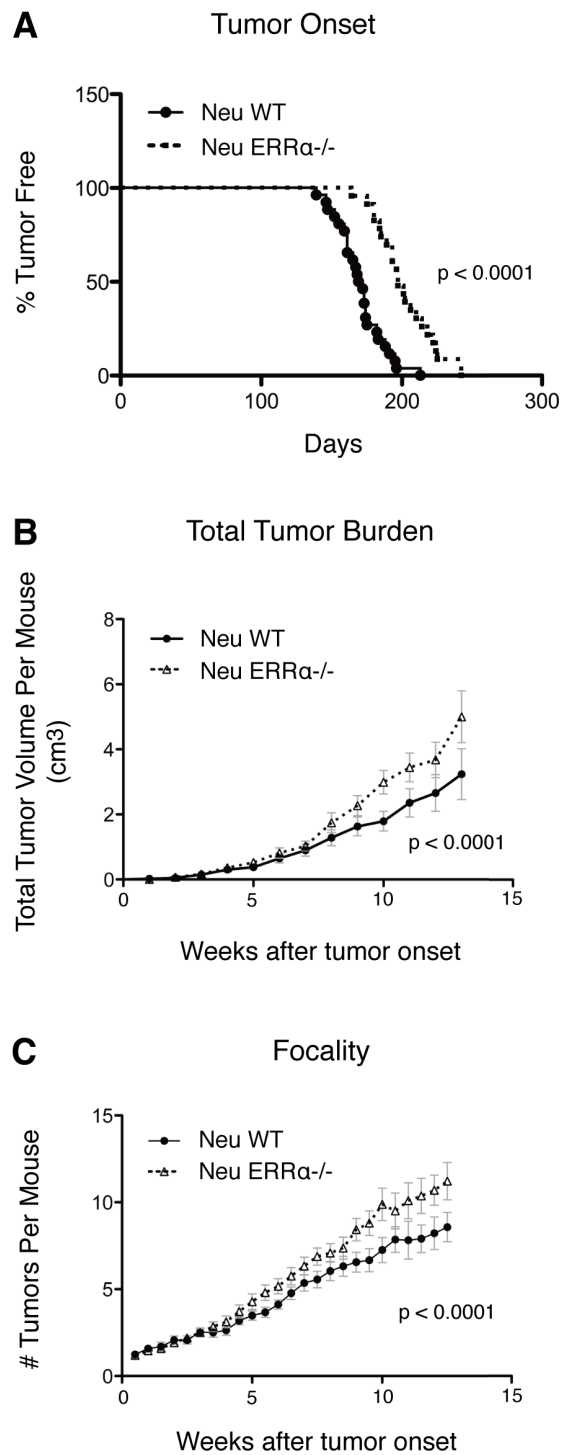 A
Tumor Onset
% Tumor Free
150
100
50
0
Neu WT
Neu ERRα-/-
p < 0.0001
0 100 200 300
Days
B
Total Tumor Burden
Total Tumor Volume Per Mouse
(cm3)
8
6
4
2
0
Neu WT
Neu ERRα-/-
p < 0.0001
0 5 10 15
Weeks after tumor onset
C
Focality
# Tumors Per Mouse
15
10
5
0
Neu WT
Neu ERRα-/-
p < 0.0001
0 5 10 15
Weeks after tumor onset